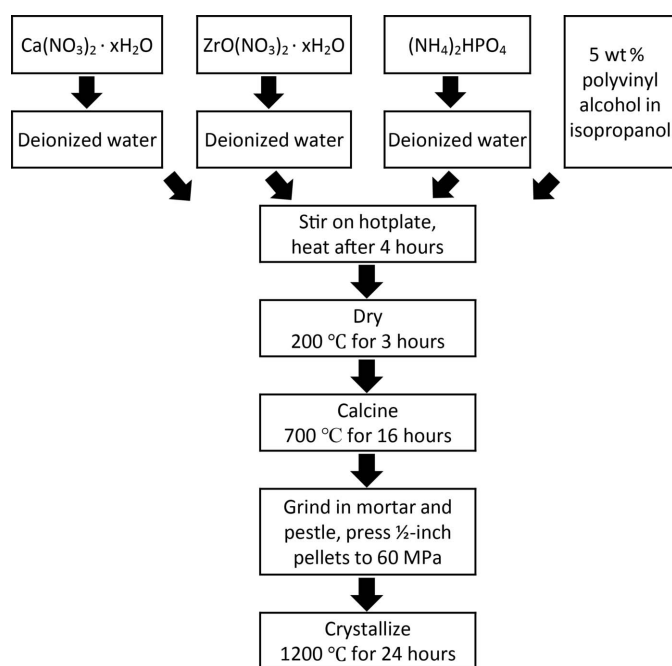 Ca(NO₃)₂ · xH₂O
ZrO(NO₃)₂ · xH₂O
(NH₄)₂HPO₄
5 wt %
polyvinyl
alcohol in
isopropanol
Deionized water
Deionized water
Deionized water
Stir on hotplate,
heat after 4 hours
Dry
200 °C for 3 hours
Calcine
700 °C for 16 hours
Grind in mortar and
pestle, press ½-inch
pellets to 60 MPa
Crystallize
1200 °C for 24 hours